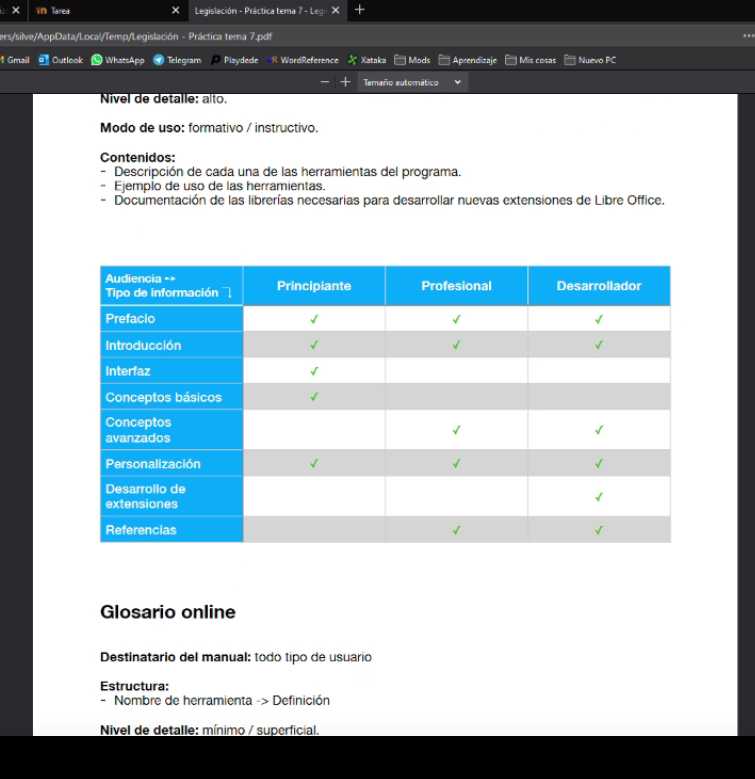 Tarea
Legislación - Práctica tema 7 - Legi
ers/silve/AppData/Local/Temp/Legislación - Práctica tema 7.pdf
Gmail Outlook WhatsApp Telegram Playdede WordReference Xataka Mods Aprendizaje Mis cosas Nuevo PC
— + Tamaño automático
Nivel de detalle: alto.
Modo de uso: formativo / instructivo.
Contenidos:
- Descripción de cada una de las herramientas del programa.
- Ejemplo de uso de las herramientas.
- Documentación de las librerías necesarias para desarrollar nuevas extensiones de Libre Office.
Audiencia →
Tipo de información ⤵ Principiante Profesional Desarrollador
Prefacio ✓ ✓ ✓
Introducción ✓ ✓ ✓
Interfaz ✓
Conceptos básicos ✓
Conceptos
avanzados ✓ ✓
Personalización ✓ ✓ ✓
Desarrollo de
extensiones ✓
Referencias ✓ ✓
Glosario online
Destinatario del manual: todo tipo de usuario
Estructura:
- Nombre de herramienta -> Definición
Nivel de detalle: mínimo / superficial.